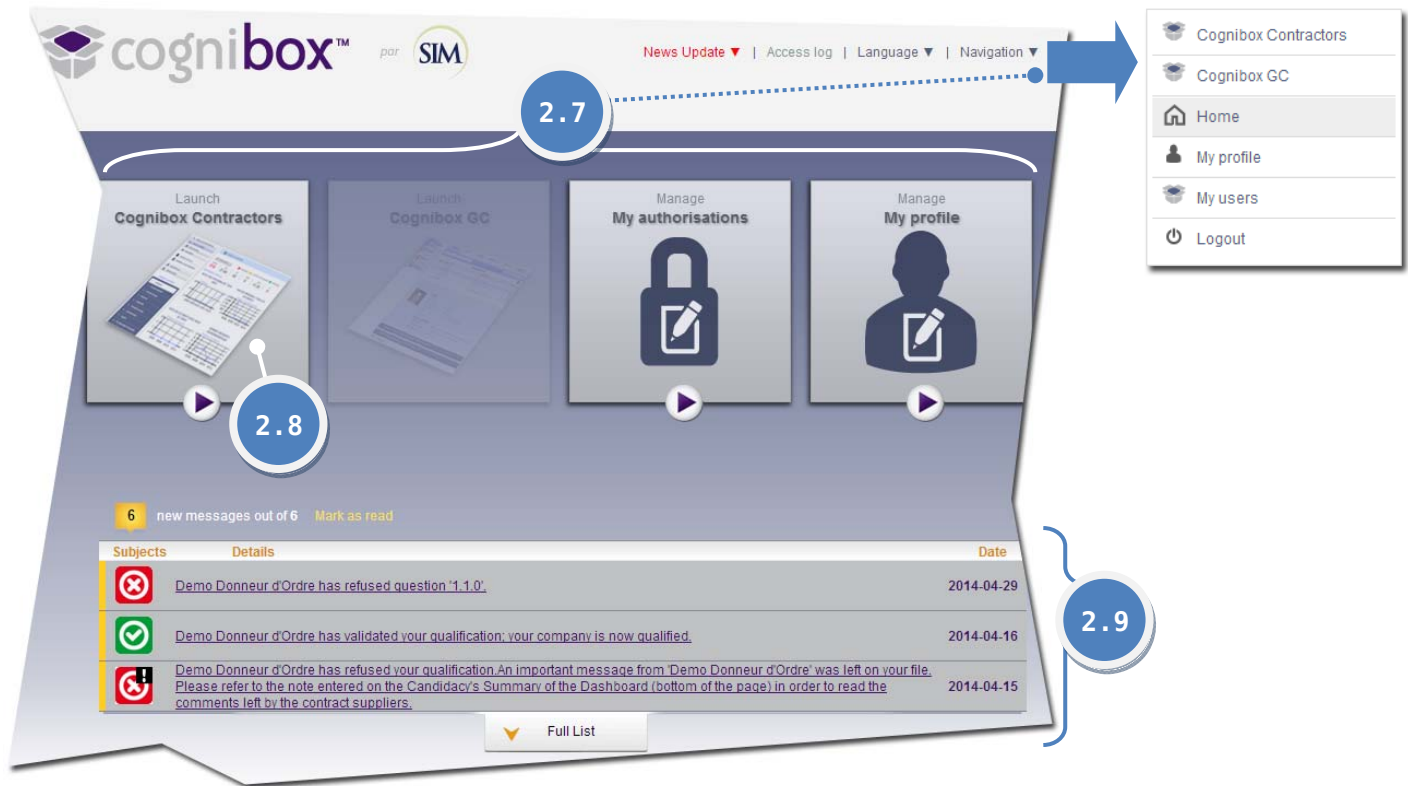 cognibox™ par SIM
News Update ▼ | Access log | Language ▼ | Navigation ▼
Cognibox Contractors
Cognibox GC
Home
My profile
My users
Logout
2.7
Launch
Cognibox Contractors
Launch
Cognibox GC
Manage
My authorisations
Manage
My profile
2.8
6 new messages out of 6 Mark as read
Subjects Details Date
Demo Donneur d'Ordre has refused question '1.1.0'. 2014-04-29
Demo Donneur d'Ordre has validated your qualification; your company is now qualified. 2014-04-16
Demo Donneur d'Ordre has refused your qualification.An important message from 'Demo Donneur d'Ordre' was left on your file.
Please refer to the note entered on the Candidacy's Summary of the Dashboard (bottom of the page) in order to read the 2014-04-15
comments left by the contract suppliers.
2.9
Full List